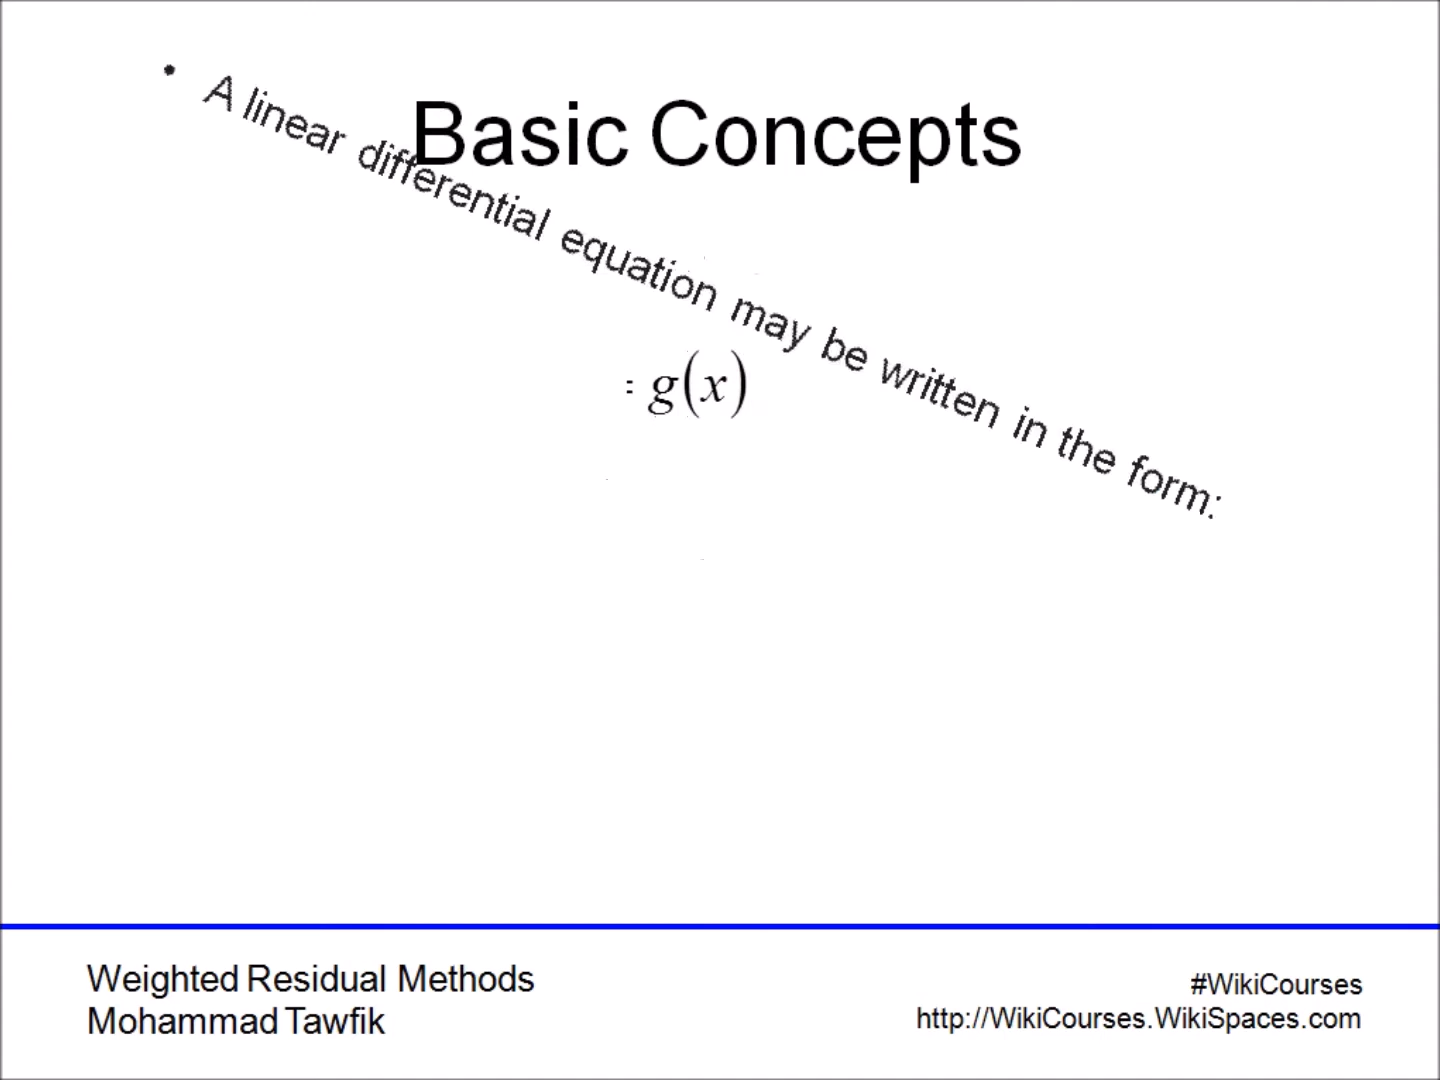 Basic Concepts
• A linear differential equation may be written in the form:
= g(x)
Weighted Residual Methods
Mohammad Tawfik
#WikiCourses
http://WikiCourses.WikiSpaces.com